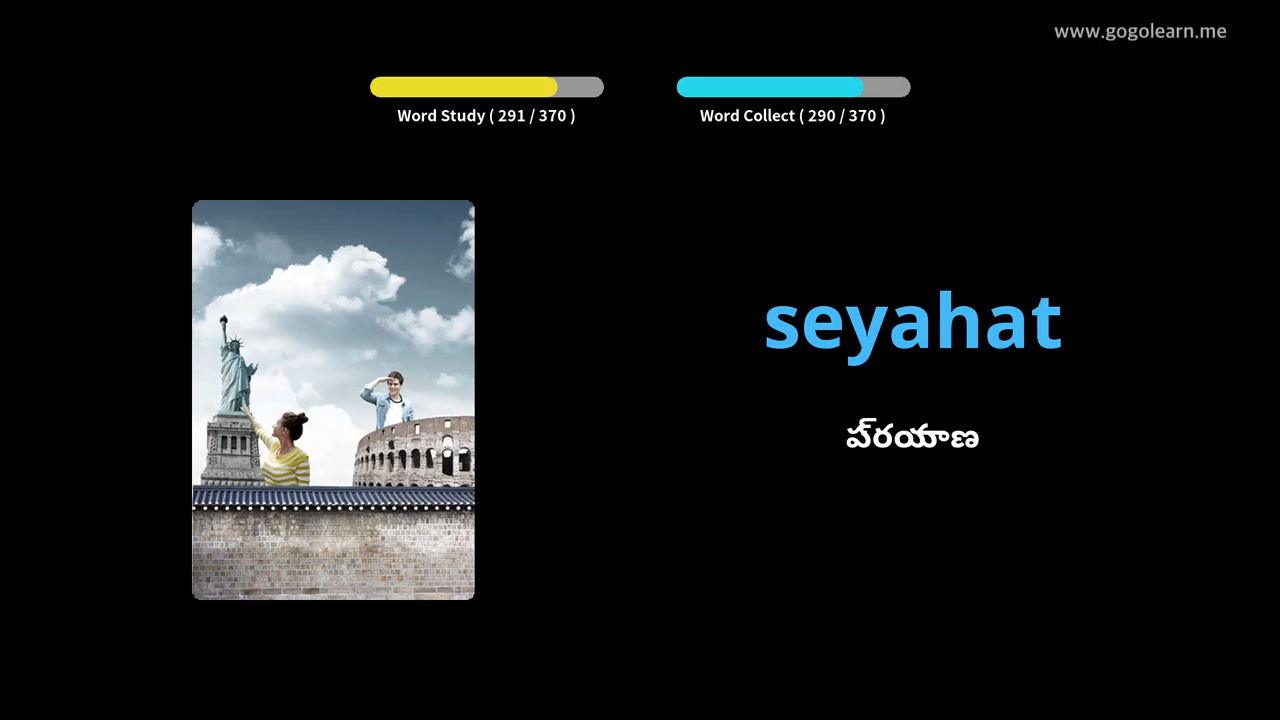 www.gogolearn.me
Word Study ( 291 / 370 )
Word Collect ( 290 / 370 )
seyahat
ప్రయాణ